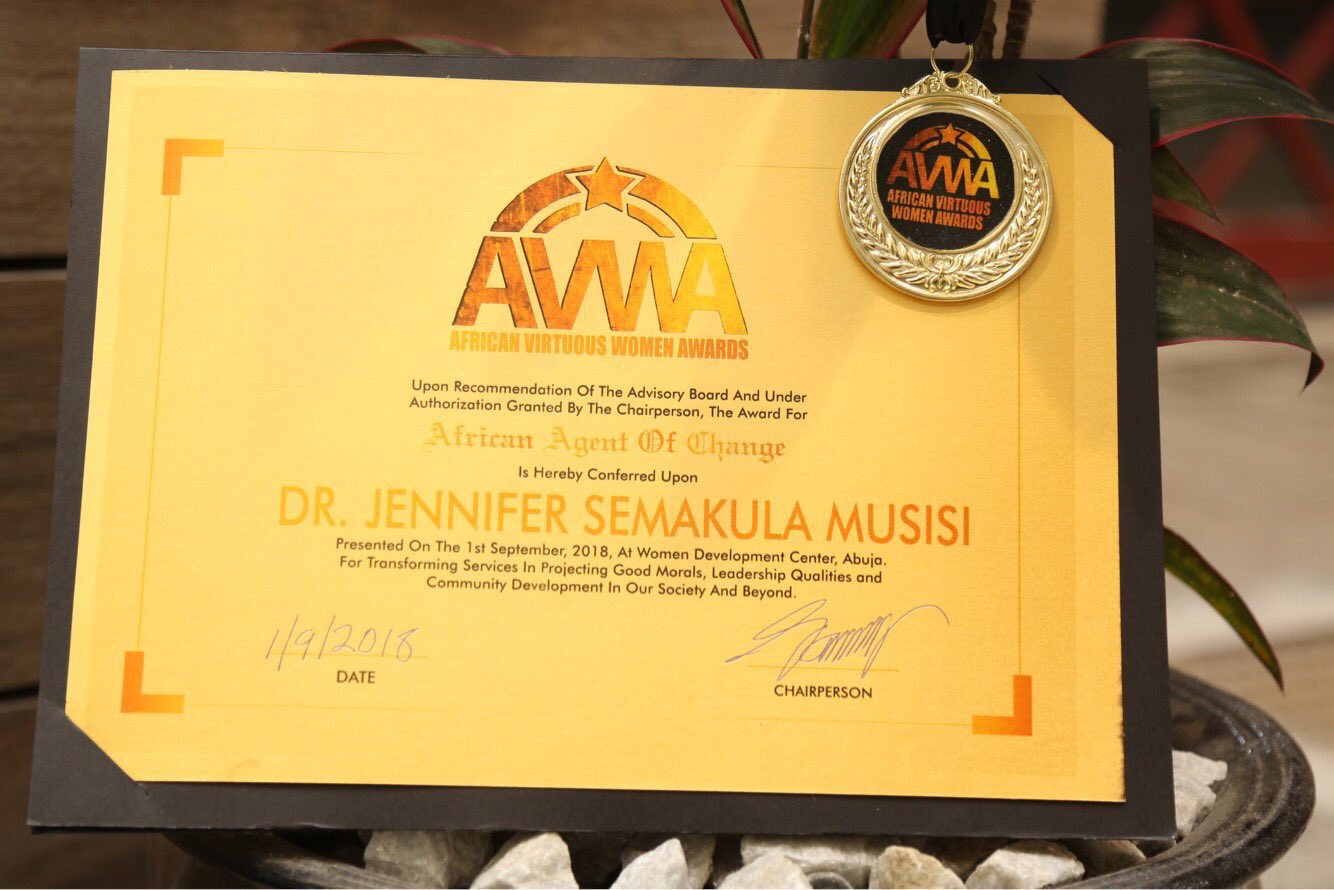 AWMA
AFRICAN VIRTUOUS
WOMEN AWARDS
AWMA
AFRICAN VIRTUOUS WOMEN AWARDS
Upon Recommendation Of The Advisory Board And Under
Authorization Granted By The Chairperson, The Award For
African Agent Of Change
Is Hereby Conferred Upon
DR. JENNIFER SEMAKULA MUSISI
Presented On The 1st September, 2018, At Women Development Center, Abuja.
For Transforming Services In Projecting Good Morals, Leadership Qualities and
Community Development In Our Society And Beyond.
1/9/2018
DATE
CHAIRPERSON